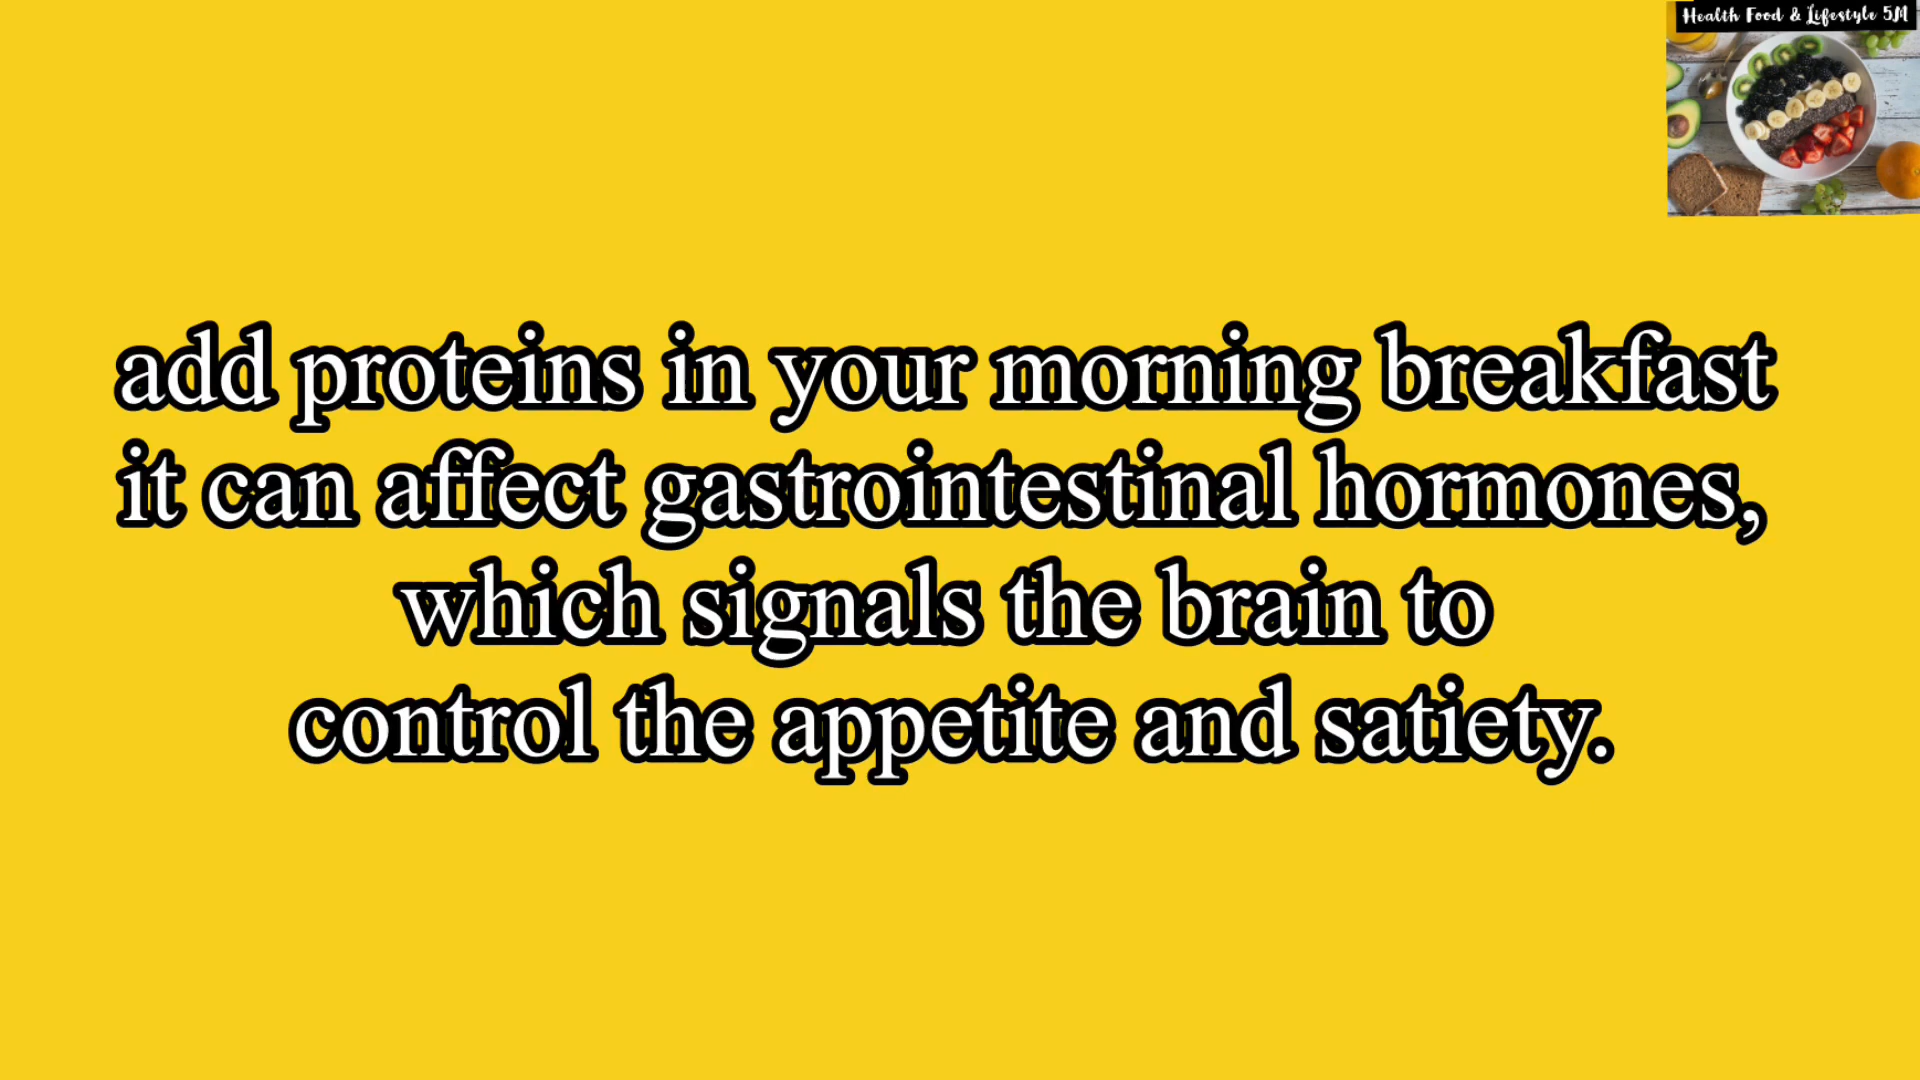 Health Food & Lifestyle 5M
add proteins in your morning breakfast
it can affect gastrointestinal hormones,
which signals the brain to
control the appetite and satiety.